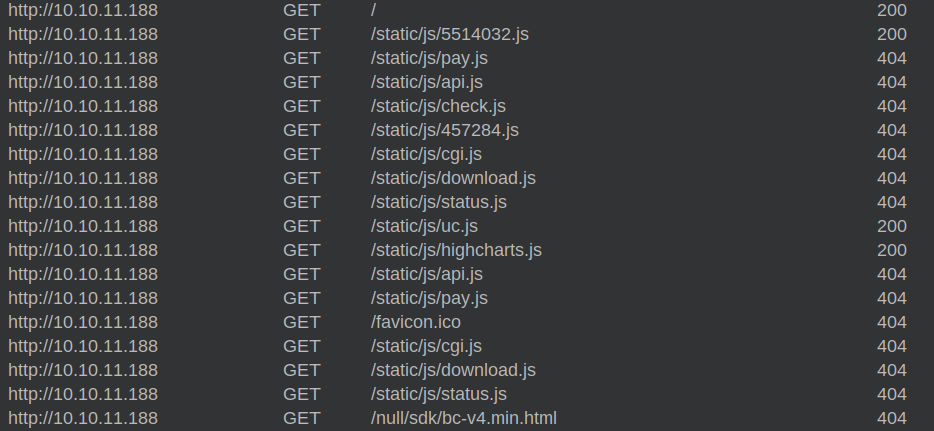 http://10.10.11.188 GET / 200
http://10.10.11.188 GET /static/js/5514032.js 200
http://10.10.11.188 GET /static/js/pay.js 404
http://10.10.11.188 GET /static/js/api.js 404
http://10.10.11.188 GET /static/js/check.js 404
http://10.10.11.188 GET /static/js/457284.js 404
http://10.10.11.188 GET /static/js/cgi.js 404
http://10.10.11.188 GET /static/js/download.js 404
http://10.10.11.188 GET /static/js/status.js 404
http://10.10.11.188 GET /static/js/uc.js 200
http://10.10.11.188 GET /static/js/highcharts.js 200
http://10.10.11.188 GET /static/js/api.js 404
http://10.10.11.188 GET /static/js/pay.js 404
http://10.10.11.188 GET /favicon.ico 404
http://10.10.11.188 GET /static/js/cgi.js 404
http://10.10.11.188 GET /static/js/download.js 404
http://10.10.11.188 GET /static/js/status.js 404
http://10.10.11.188 GET /null/sdk/bc-v4.min.html 404